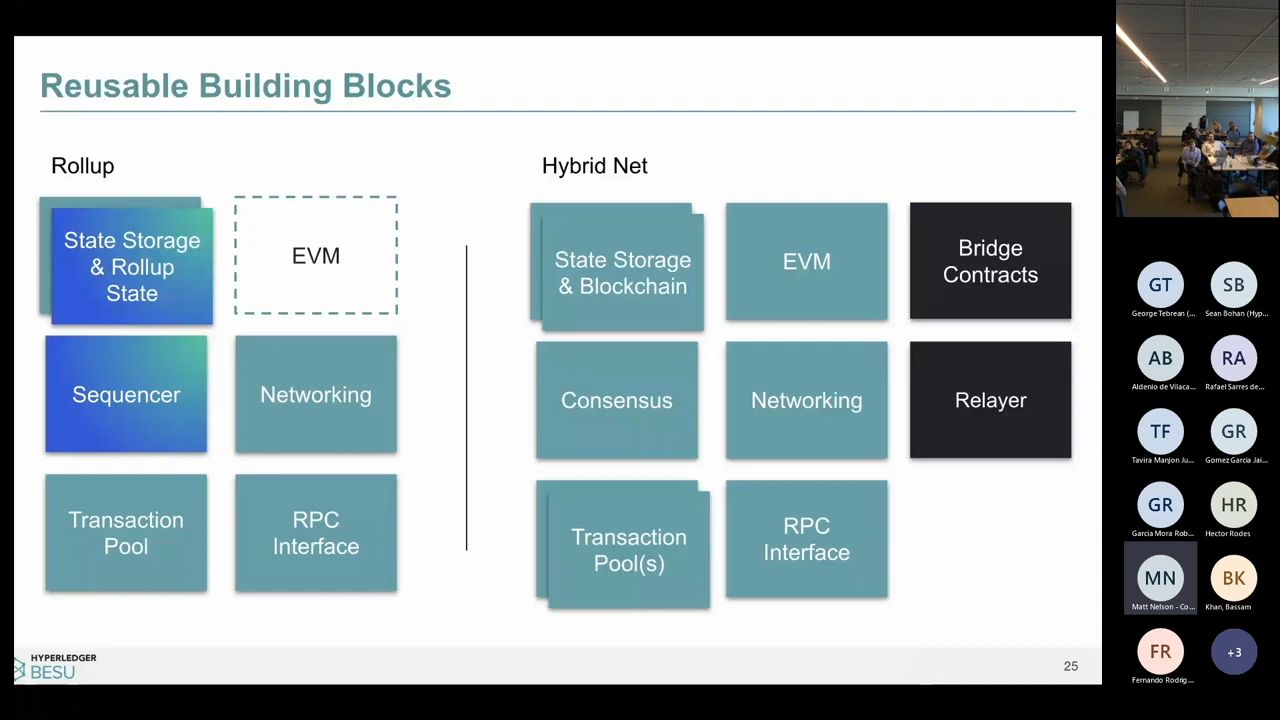 Reusable Building Blocks
Rollup
State Storage
& Rollup
State
EVM
Sequencer
Networking
Transaction
Pool
RPC
Interface
Hybrid Net
State Storage
& Blockchain
EVM
Bridge
Contracts
Consensus
Networking
Relayer
Transaction
Pool(s)
RPC
Interface
HYPERLEDGER
BESU
25
GT
George Tebrean (...
SB
Sean Bohan (Hyp...
AB
Aldenio de Vilaca...
RA
Rafael Sarres de...
TF
Tavira Manjon Ju...
GR
Gomez Garcia Jai...
GR
Garcia Mora Rob...
HR
Hector Rodes
MN
Matt Nelson - Co...
BK
Khan, Bassam
FR
Fernando Rodrig...
+3